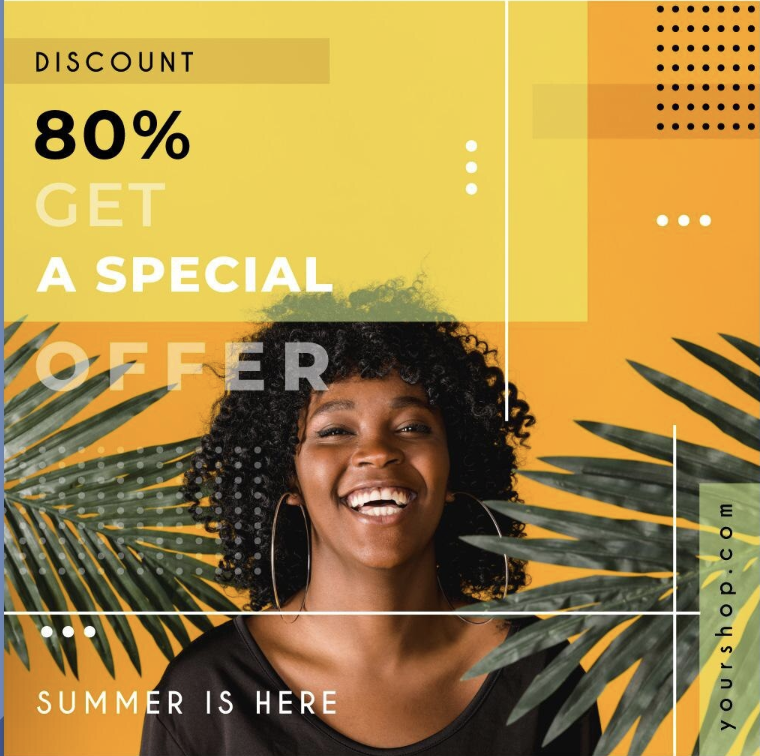 DISCOUNT
80%
GET
A SPECIAL
OFFER
SUMMER IS HERE
yourshop.com